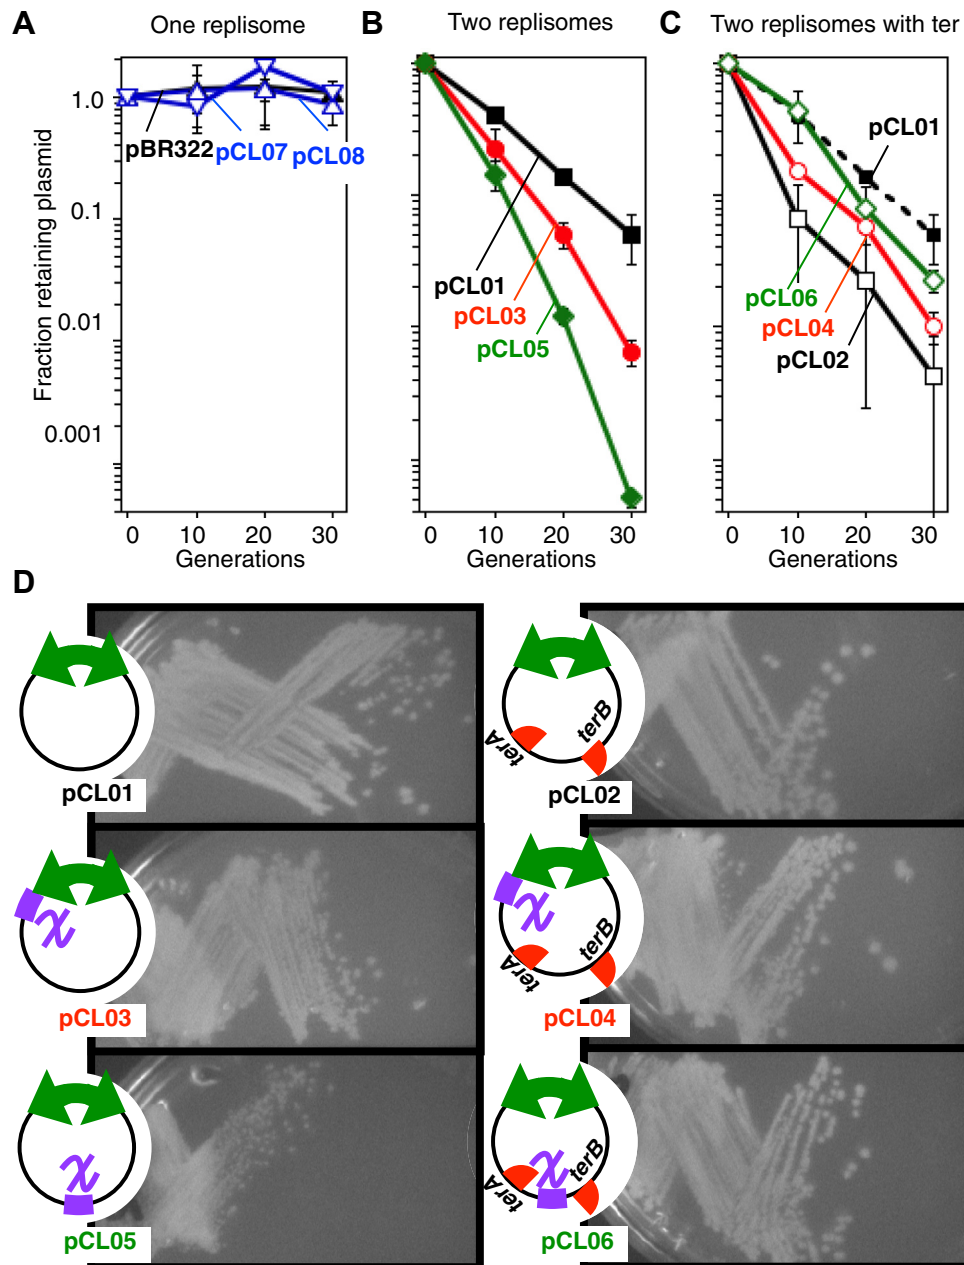 A
One replisome
B
Two replisomes
C
Two replisomes with ter
Fraction retaining plasmid
1.0
0.1
0.01
0.001
pBR322
pCL07
pCL08
0 10 20 30
Generations
pCL01
pCL03
pCL05
0 10 20 30
Generations
pCL01
pCL06
pCL04
pCL02
0 10 20 30
Generations
D
pCL01
terA
terB
pCL02
χ
pCL03
χ
terA
terB
pCL04
χ
pCL05
χ
terA
terB
pCL06